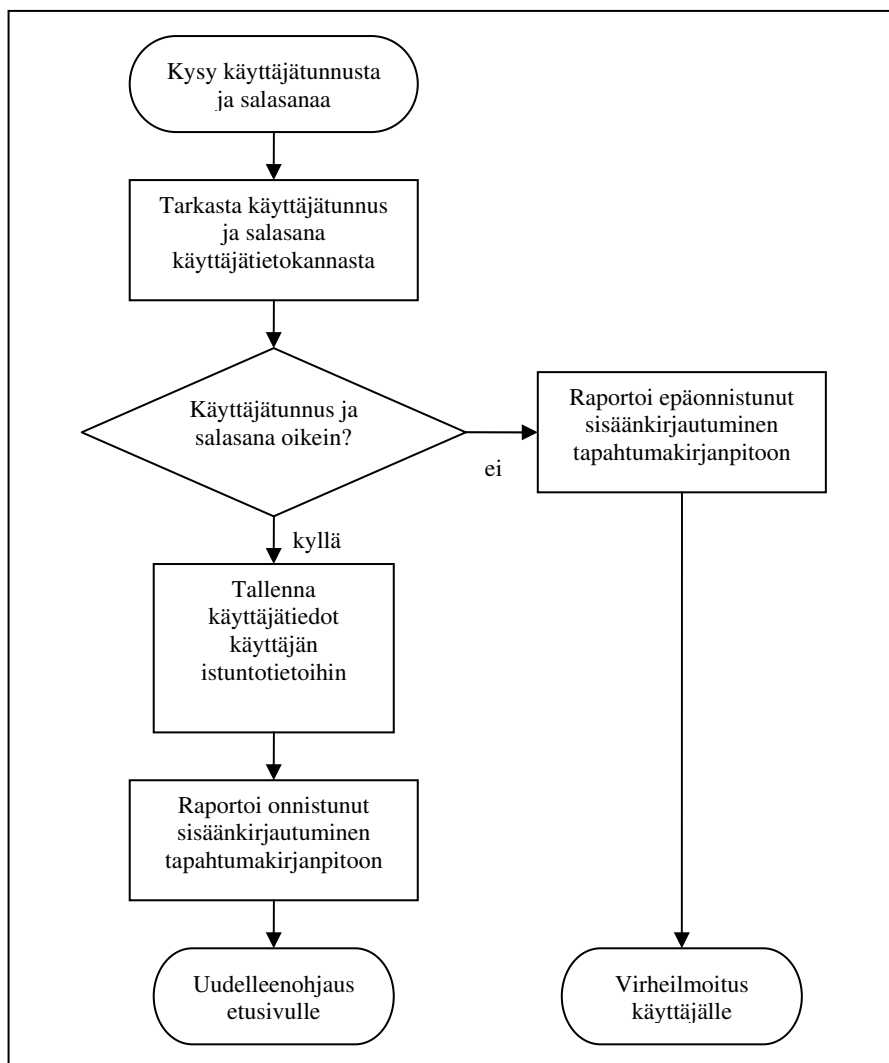 Kysy käyttäjätunnusta
ja salasanaa
Tarkasta käyttäjätunnus
ja salasana
käyttäjätietokannasta
Käyttäjätunnus ja
salasana oikein?
ei
Raportoi epäonnistunut
sisäänkirjautuminen
tapahtumakirjanpitoon
kyllä
Tallenna
käyttäjätiedot
käyttäjän
istuntotietoihin
Raportoi onnistunut
sisäänkirjautuminen
tapahtumakirjanpitoon
Uudelleenohjaus
etusivulle
Virheilmoitus
käyttäjälle